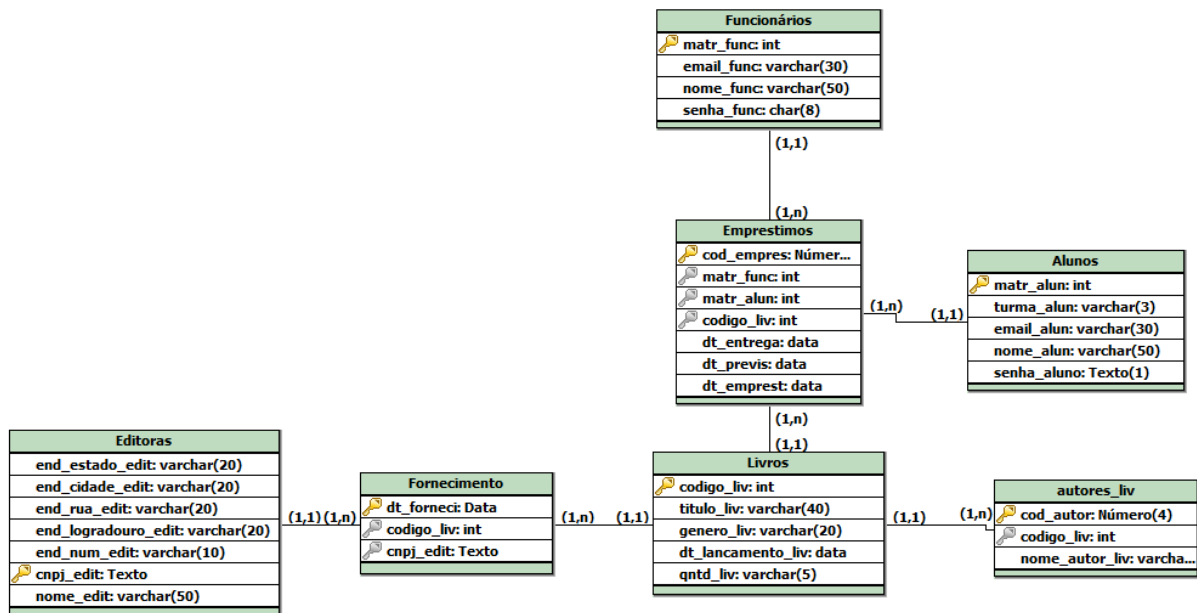 Funcionários
matr_func: int
email_func: varchar(30)
nome_func: varchar(50)
senha_func: char(8)
(1,1)
(1,n)
Emprestimos
cod_empres: Númer...
matr_func: int
matr_alun: int
codigo_liv: int
dt_entrega: data
dt_previs: data
dt_emprest: data
(1,n)
(1,1)
Alunos
matr_alun: int
turma_alun: varchar(3)
email_alun: varchar(30)
nome_alun: varchar(50)
senha_aluno: Texto(1)
(1,n)
(1,1)
Editoras
end_estado_edit: varchar(20)
end_cidade_edit: varchar(20)
end_rua_edit: varchar(20)
end_logradouro_edit: varchar(20)
end_num_edit: varchar(10)
cnpj_edit: Texto
nome_edit: varchar(50)
(1,1) (1,n)
Fornecimento
dt_forneci: Data
codigo_liv: int
cnpj_edit: Texto
(1,n)
(1,1)
Livros
codigo_liv: int
titulo_liv: varchar(40)
genero_liv: varchar(20)
dt_lancamento_liv: data
qntd_liv: varchar(5)
(1,1)
(1,n)
autores_liv
cod_autor: Número(4)
codigo_liv: int
nome_autor_liv: varcha...